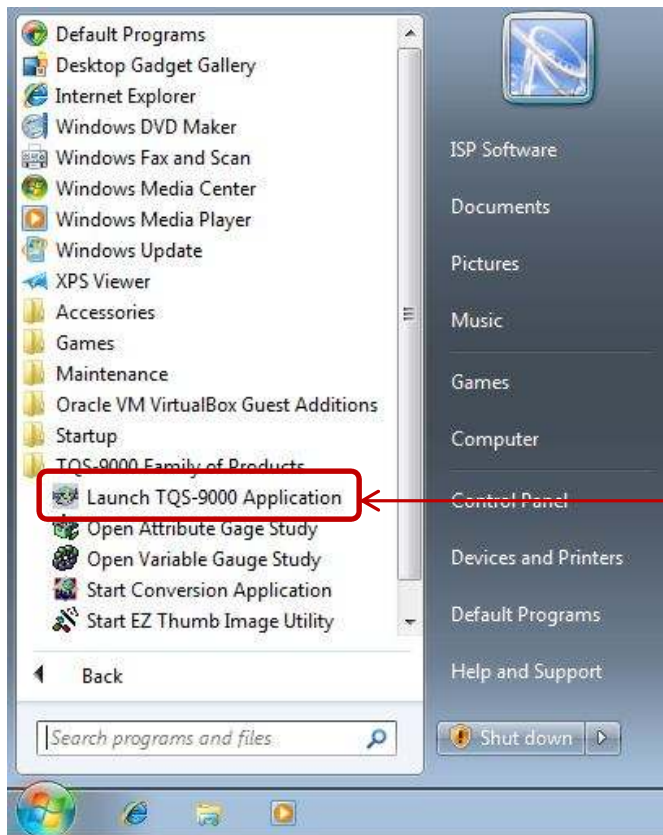 Default Programs
Desktop Gadget Gallery
Internet Explorer
Windows DVD Maker
Windows Fax and Scan
Windows Media Center
Windows Media Player
Windows Update
XPS Viewer
Accessories
Games
Maintenance
Oracle VM VirtualBox Guest Additions
Startup
TQS-9000 Family of Products
Launch TQS-9000 Application
Open Attribute Gage Study
Open Variable Gauge Study
Start Conversion Application
Start EZ Thumb Image Utility
Back
Search programs and files
ISP Software
Documents
Pictures
Music
Games
Computer
Control Panel
Devices and Printers
Default Programs
Help and Support
Shut down